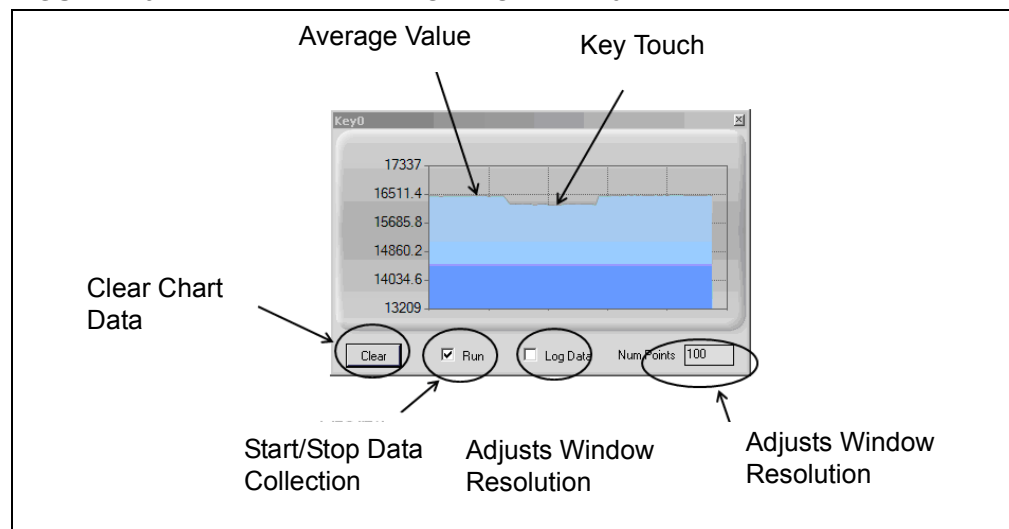 Average Value
Key Touch
Key0
17337
16511.4
15685.8
14860.2
14034.6
13209
Clear Chart
Data
Clear
Run
Log Data
Num Points
100
Start/Stop Data
Collection
Adjusts Window
Resolution
Adjusts Window
Resolution